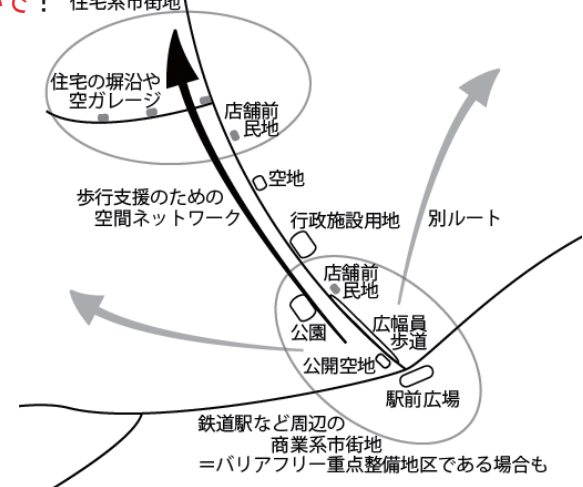 いで！ 住宅系市街地
住宅の塀沿や
空ガレージ
店舗前
民地
空地
歩行支援のための
空間ネットワーク
行政施設用地
別ルート
店舗前
民地
公園
広幅員
歩道
公開空地
駅前広場
鉄道駅など周辺の
商業系市街地
＝バリアフリー重点整備地区である場合も